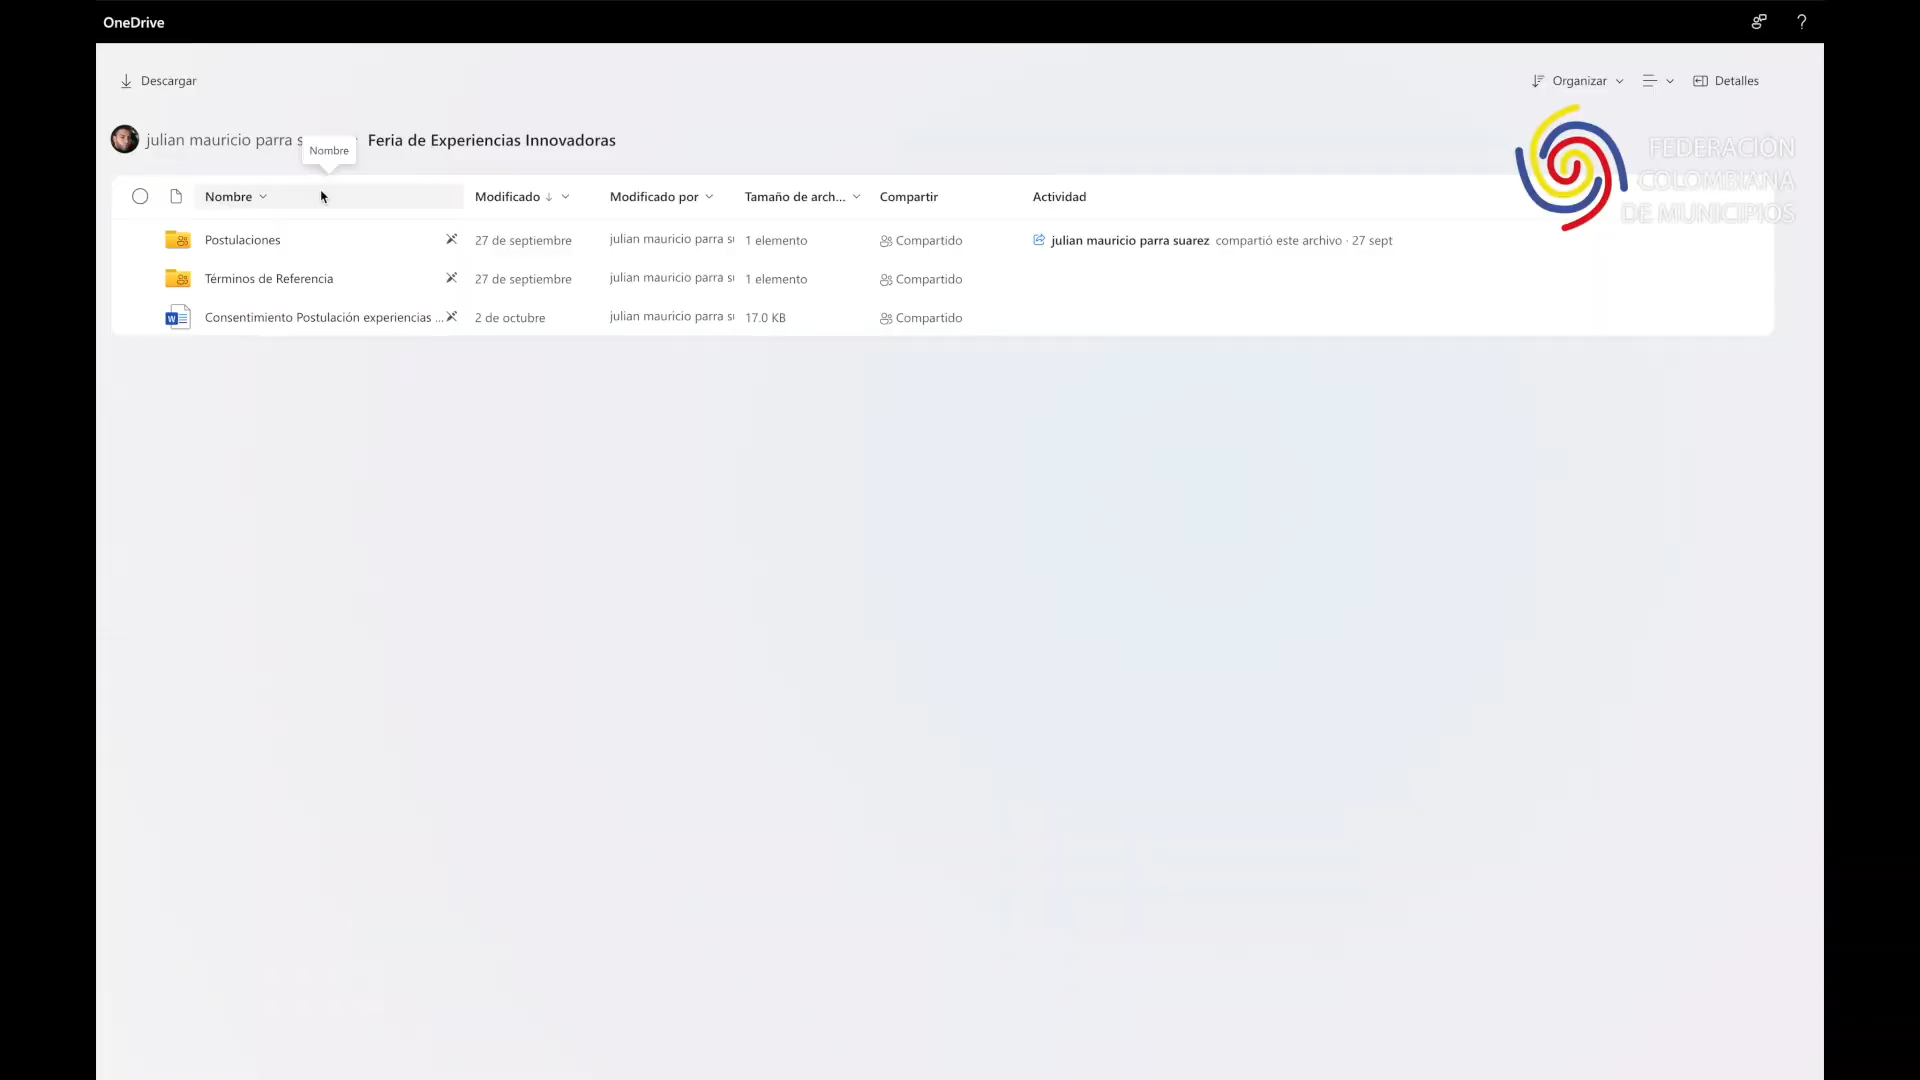 OneDrive
?
Descargar
Organizar
Detalles
julian mauricio parra s
Feria de Experiencias Innovadoras
Nombre
FEDERACIÓN
COLOMBIANA
DE MUNICIPIOS
Nombre Modificado Modificado por Tamaño de arch... Compartir Actividad
Postulaciones 27 de septiembre julian mauricio parra su 1 elemento Compartido julian mauricio parra suarez compartió este archivo · 27 sept
Términos de Referencia 27 de septiembre julian mauricio parra su 1 elemento Compartido
W Consentimiento Postulación experiencias ... 2 de octubre julian mauricio parra su 17.0 KB Compartido